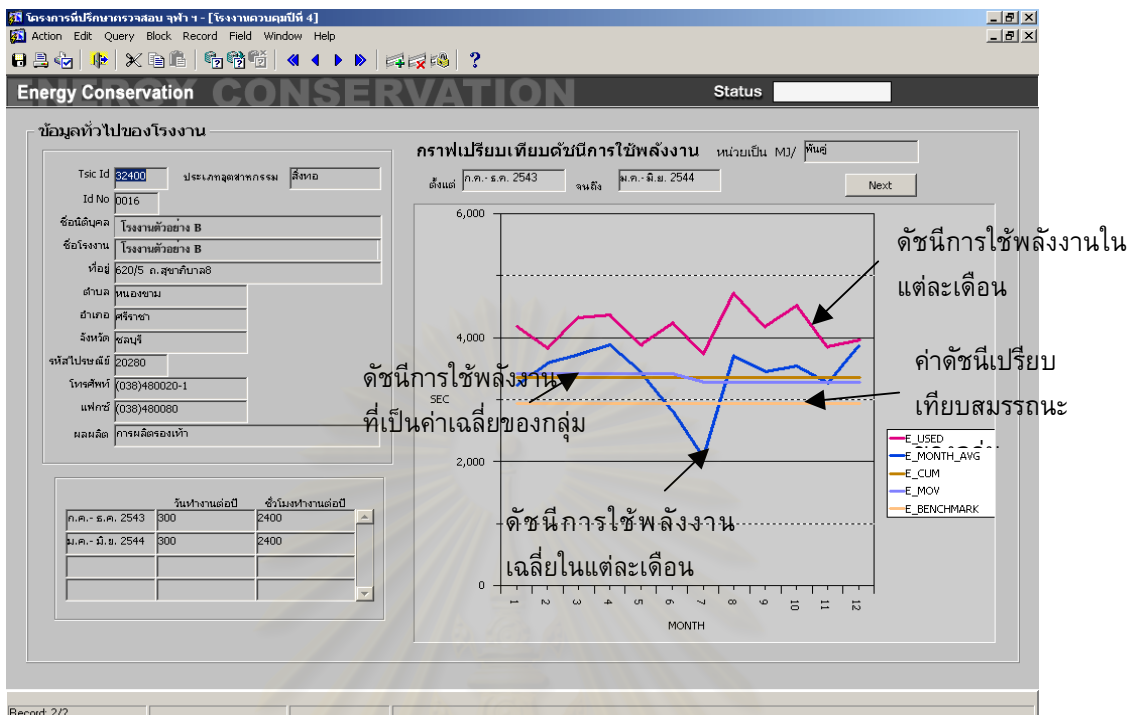 โครงการที่ปรึกษาตรวจสอบ จุฬา ฯ - [โรงงานควบคุมปีที่ 4]
Action Edit Query Block Record Field Window Help
ENERGY CONSERVATION
Energy Conservation
Status
ข้อมูลทั่วไปของโรงงาน
Tsic Id 32400 ประเภทอุตสาหกรรม สิ่งทอ
Id No 0016
ชื่อนิติบุคล โรงงานตัวอย่าง B
ชื่อโรงงาน โรงงานตัวอย่าง B
ที่อยู่ 620/5 ถ.สุขาภิบาล8
ตำบล หนองขาม
อำเภอ ศรีราชา
จังหวัด ชลบุรี
รหัสไปรษณีย์ 20280
โทรศัพท์ (038)480020-1
แฟกซ์ (038)480080
ผลผลิต การผลิตรองเท้า
วันทำงานต่อปี ชั่วโมงทำงานต่อปี
ก.ค.- ธ.ค. 2543 300 2400
ม.ค.- มิ.ย. 2544 300 2400
กราฟเปรียบเทียบดัชนีการใช้พลังงาน หน่วยเป็น MJ/ พันคู่
ตั้งแต่ ก.ค.- ธ.ค. 2543 จนถึง ม.ค.- มิ.ย. 2544
Next
6,000
4,000
SEC
2,000
0
1 2 3 4 5 6 7 8 9 10 11 12
MONTH
ดัชนีการใช้พลังงานใน
แต่ละเดือน
ค่าดัชนีเปรียบ
เทียบสมรรถนะ
ดัชนีการใช้พลังงาน
ที่เป็นค่าเฉลี่ยของกลุ่ม
ดัชนีการใช้พลังงาน
เฉลี่ยในแต่ละเดือน
E_USED
E_MONTH_AVG
E_CUM
E_MOV
E_BENCHMARK
Record: 2/2